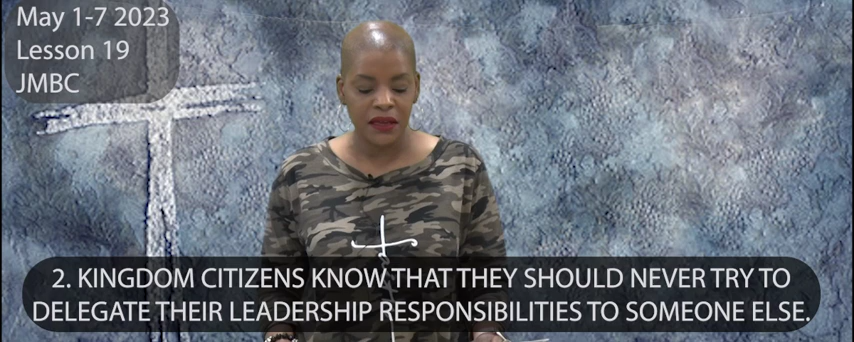 May 1-7 2023
Lesson 19
JMBC
2. KINGDOM CITIZENS KNOW THAT THEY SHOULD NEVER TRY TO
DELEGATE THEIR LEADERSHIP RESPONSIBILITIES TO SOMEONE ELSE.